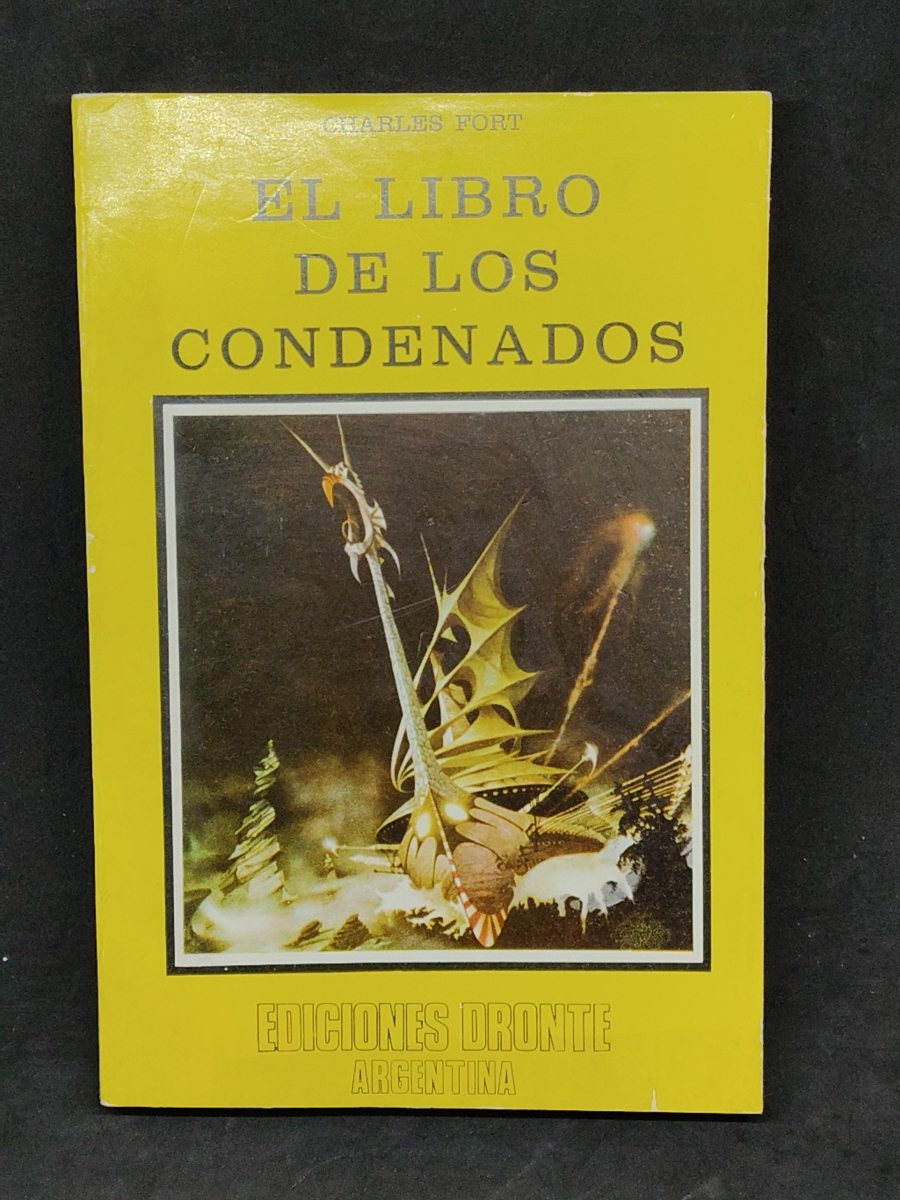 CHARLES FORT
EL LIBRO
DE LOS
CONDENADOS
EDICIONES DRONTE
ARGENTINA